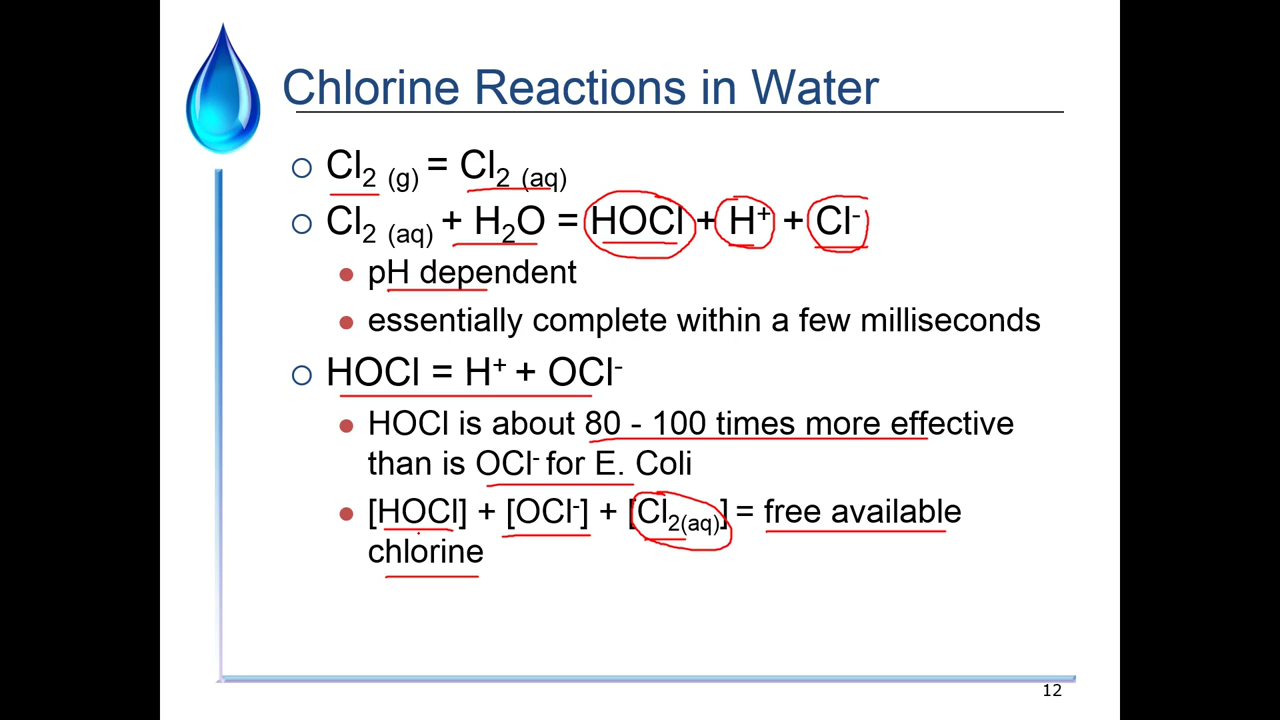 Chlorine Reactions in Water
Cl₂ (g) = Cl₂ (aq)
Cl₂ (aq) + H₂O = HOCl + H⁺ + Cl⁻
pH dependent
essentially complete within a few milliseconds
HOCl = H⁺ + OCl⁻
HOCl is about 80 - 100 times more effective
than is OCl⁻ for E. Coli
[HOCl] + [OCl⁻] + [Cl₂(aq)] = free available
chlorine
12